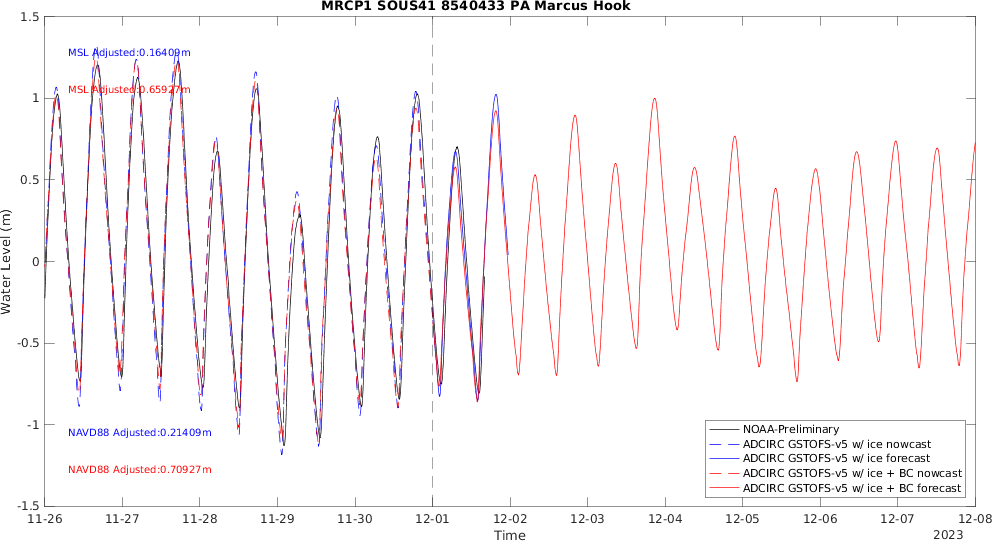 MRCP1 SOUS41 8540433 PA Marcus Hook
1.5
1
0.5
0
-0.5
-1
-1.5
Water Level (m)
MSL Adjusted:0.16409m
MSL Adjusted:0.65927m
NAVD88 Adjusted:0.21409m
NAVD88 Adjusted:0.70927m
NOAA-Preliminary
ADCIRC GSTOFS-v5 w/ ice nowcast
ADCIRC GSTOFS-v5 w/ ice forecast
ADCIRC GSTOFS-v5 w/ ice + BC nowcast
ADCIRC GSTOFS-v5 w/ ice + BC forecast
11-26 11-27 11-28 11-29 11-30 12-01 12-02 12-03 12-04 12-05 12-06 12-07 12-08
Time
2023